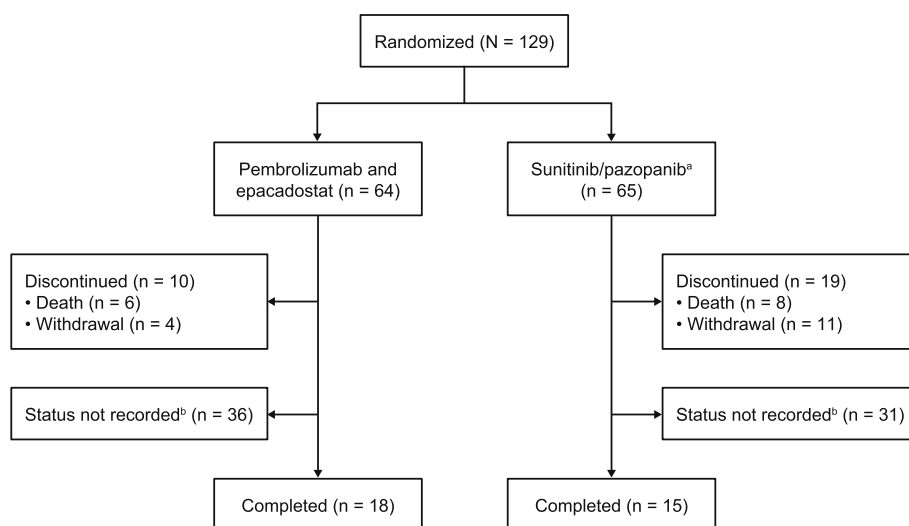 Randomized (N = 129)
Pembrolizumab and
epacadostat (n = 64)
Sunitinib/pazopanibᵃ
(n = 65)
Discontinued (n = 10)
• Death (n = 6)
• Withdrawal (n = 4)
Discontinued (n = 19)
• Death (n = 8)
• Withdrawal (n = 11)
Status not recordedᵇ (n = 36)
Status not recordedᵇ (n = 31)
Completed (n = 18)
Completed (n = 15)